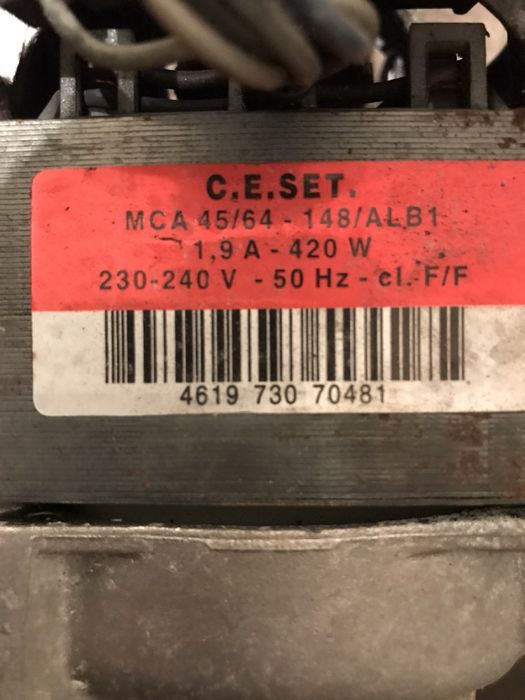 C.E.SET.
MCA 45/64 - 148/ALB1
1,9 A - 420 W
230-240 V - 50 Hz - cl. F/F
4619 730 70481